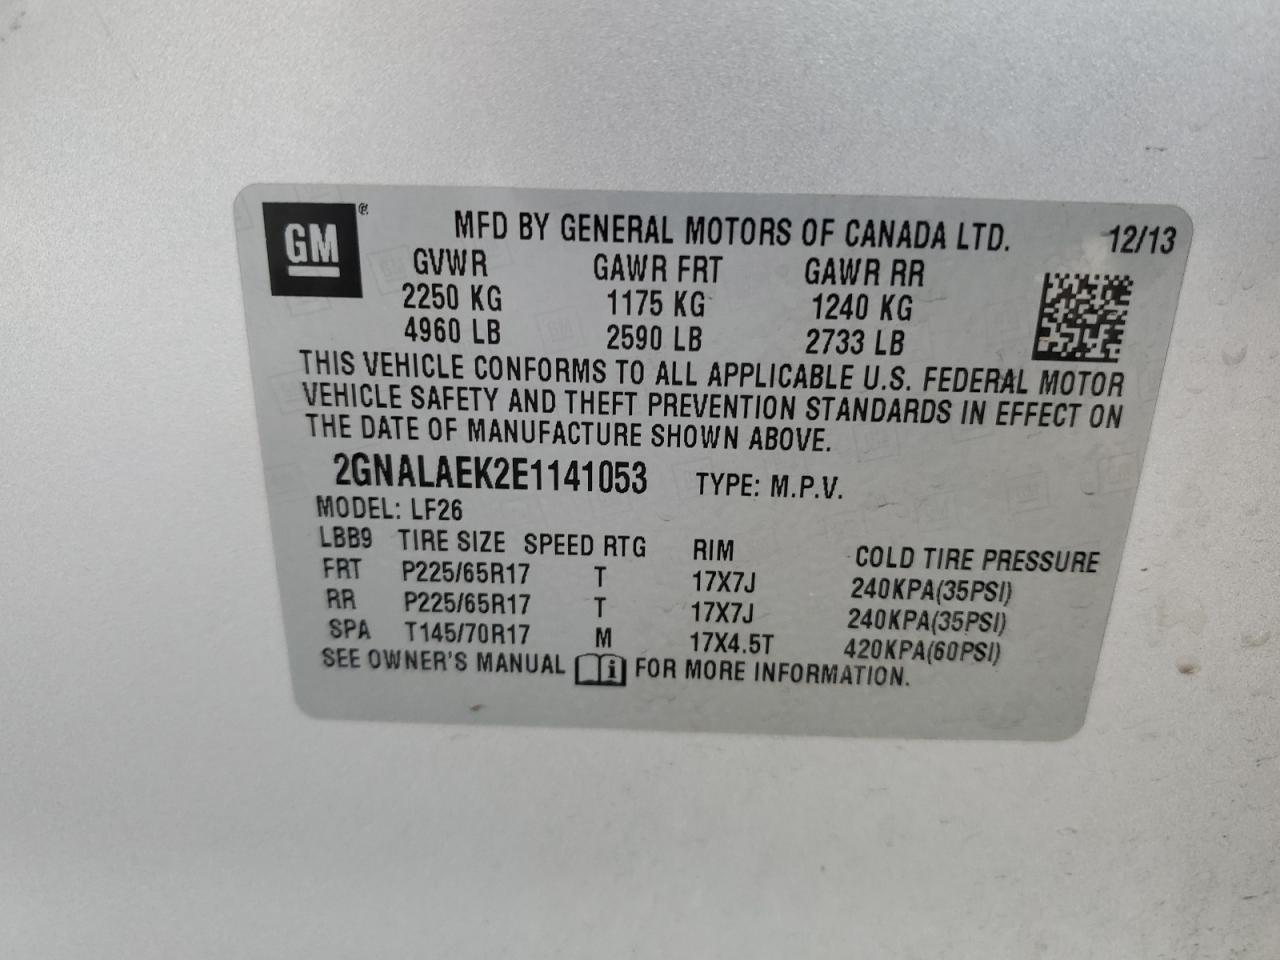 GM ®
MFD BY GENERAL MOTORS OF CANADA LTD. 12/13
GVWR GAWR FRT GAWR RR
2250 KG 1175 KG 1240 KG
4960 LB 2590 LB 2733 LB
THIS VEHICLE CONFORMS TO ALL APPLICABLE U.S. FEDERAL MOTOR
VEHICLE SAFETY AND THEFT PREVENTION STANDARDS IN EFFECT ON
THE DATE OF MANUFACTURE SHOWN ABOVE.
2GNALAEK2E1141053 TYPE: M.P.V.
MODEL: LF26
LBB9 TIRE SIZE SPEED RTG RIM COLD TIRE PRESSURE
FRT P225/65R17 T 17X7J 240KPA(35PSI)
RR P225/65R17 T 17X7J 240KPA(35PSI)
SPA T145/70R17 M 17X4.5T 420KPA(60PSI)
SEE OWNER'S MANUAL i FOR MORE INFORMATION.